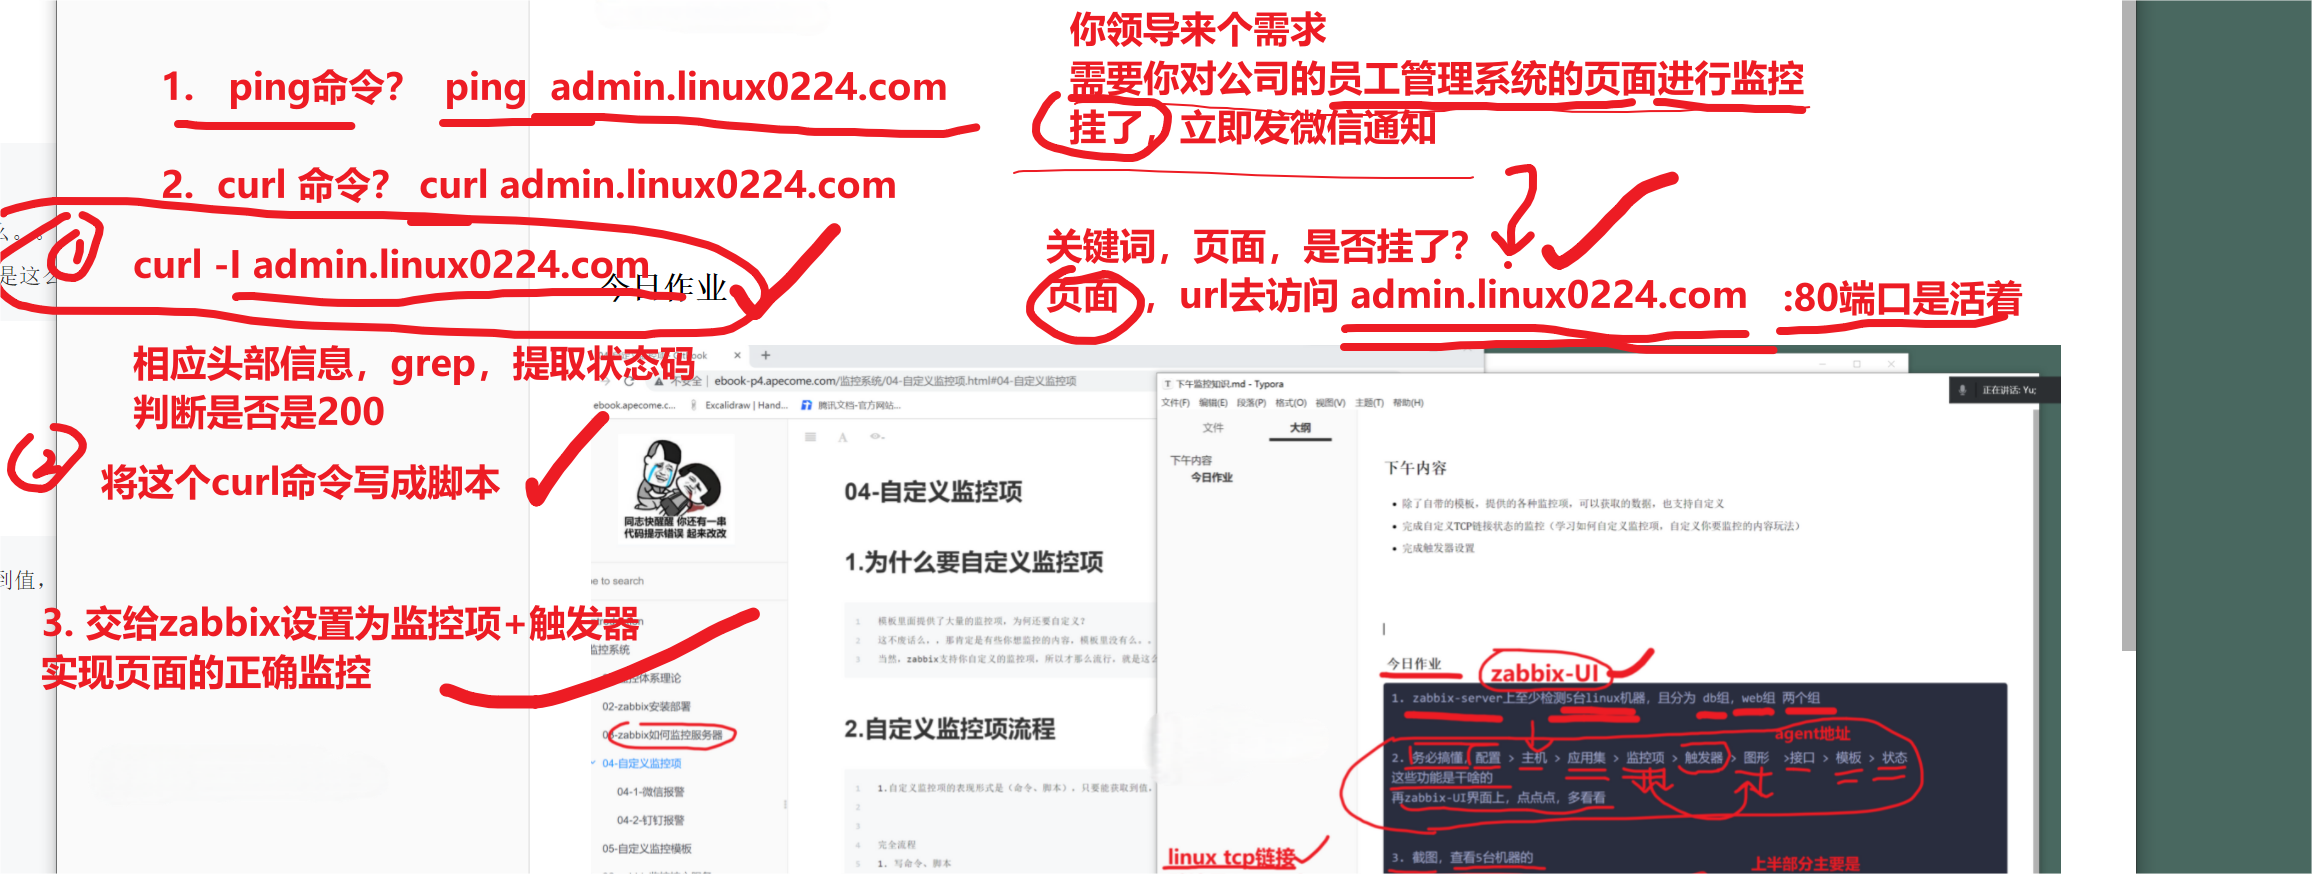 你领导来个需求
需要你对公司的员工管理系统的页面进行监控
挂了，立即发微信通知
1. ping命令？ ping admin.linux0224.com
2. curl 命令？ curl admin.linux0224.com
①
curl -I admin.linux0224.com
今日作业
关键词，页面，是否挂了？
页面，url去访问 admin.linux0224.com :80端口是活着
相应头部信息，grep，提取状态码
判断是否是200
②
将这个curl命令写成脚本
3. 交给zabbix设置为监控项+触发器
实现页面的正确监控
是这么
到值，
不安全 | ebook-p4.apecome.com/监控系统/04-自定义监控项.html#04-自定义监控项
ebook.apecome.c...
Excalidraw | Hand...
腾讯文档-官方网站...
同志快醒醒 你还有一串
代码提示错误 起来改改
pe to search
监控系统
监控体系理论
02-zabbix安装部署
03-zabbix如何监控服务器
04-自定义监控项
04-1-微信报警
04-2-钉钉报警
05-自定义监控模板
04-自定义监控项
1.为什么要自定义监控项
1 模板里面提供了大量的监控项，为何还要自定义？
2 这不废话么，，那肯定是有些你想监控的内容，模板里没有么，，
3 当然，zabbix支持你自定义的监控项，所以才那么流行，就是这么
2.自定义监控项流程
1 1.自定义监控项的表现形式是（命令、脚本），只要能获取到值，
2
3
4 完全流程
5 1. 写命令、脚本
下午监控知识.md - Typora
正在讲话: Yu;
文件(F) 编辑(E) 段落(P) 格式(O) 视图(V) 主题(T) 帮助(H)
文件 大纲
下午内容
今日作业
下午内容
除了自带的模板，提供的各种监控项，可以获取的数据，也支持自定义
完成自定义TCP链接状态的监控（学习如何自定义监控项，自定义你要监控的内容玩法）
完成触发器设置
今日作业
zabbix-UI
1. zabbix-server上至少检测5台linux机器，且分为 db组，web组 两个组
agent地址
2. 务必搞懂，配置 > 主机 > 应用集 > 监控项 > 触发器 > 图形 >接口 > 模板 > 状态
这些功能是干啥的
再zabbix-UI界面上，点点点，多看看
linux tcp链接
3. 截图，查看5台机器的
上半部分主要是